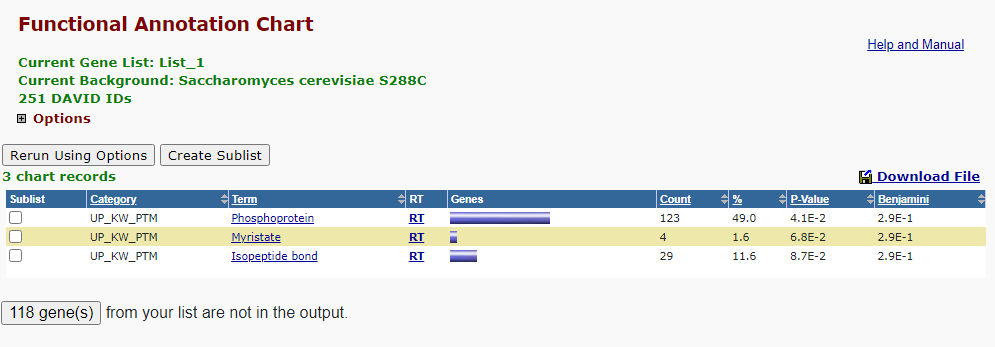 Functional Annotation Chart
Help and Manual
Current Gene List: List_1
Current Background: Saccharomyces cerevisiae S288C
251 DAVID IDs
Options
Rerun Using Options Create Sublist
3 chart records Download File
Sublist Category Term RT Genes Count % P-Value Benjamini
UP_KW_PTM Phosphoprotein RT 123 49.0 4.1E-2 2.9E-1
UP_KW_PTM Myristate RT 4 1.6 6.8E-2 2.9E-1
UP_KW_PTM Isopeptide bond RT 29 11.6 8.7E-2 2.9E-1
118 gene(s) from your list are not in the output.